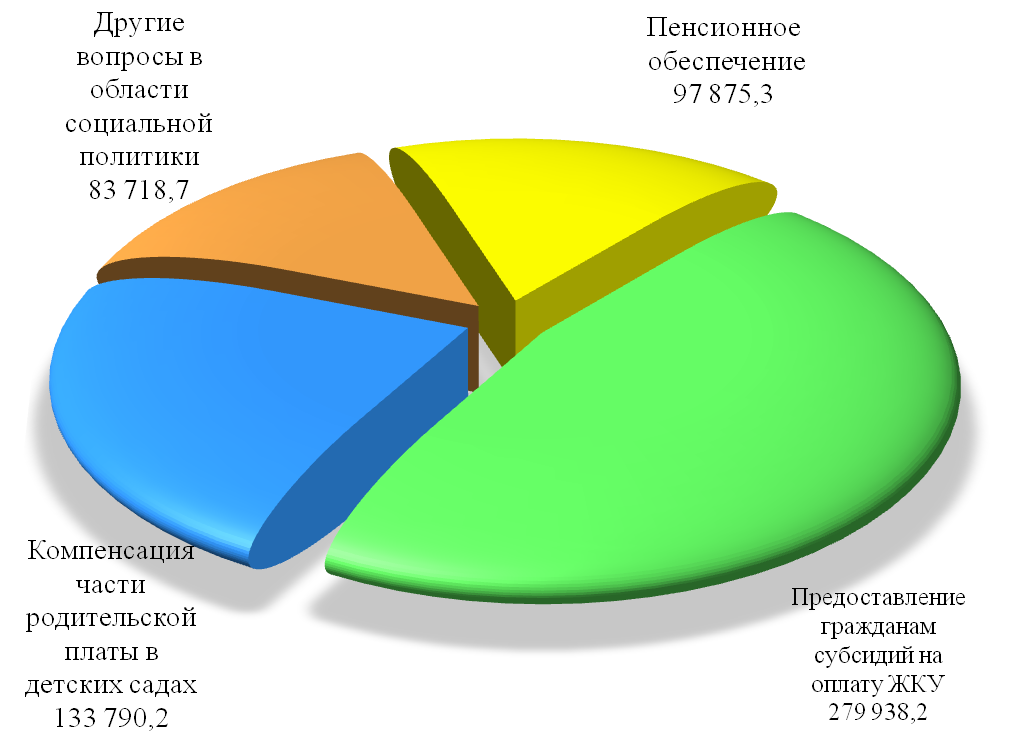 Другие
вопросы в
области
социальной
политики
83 718,7
Пенсионное
обеспечение
97 875,3
Компенсация
части
родительской
платы в
детских садах
133 790,2
Предоставление
гражданам
субсидий на
оплату ЖКУ
279 938,2